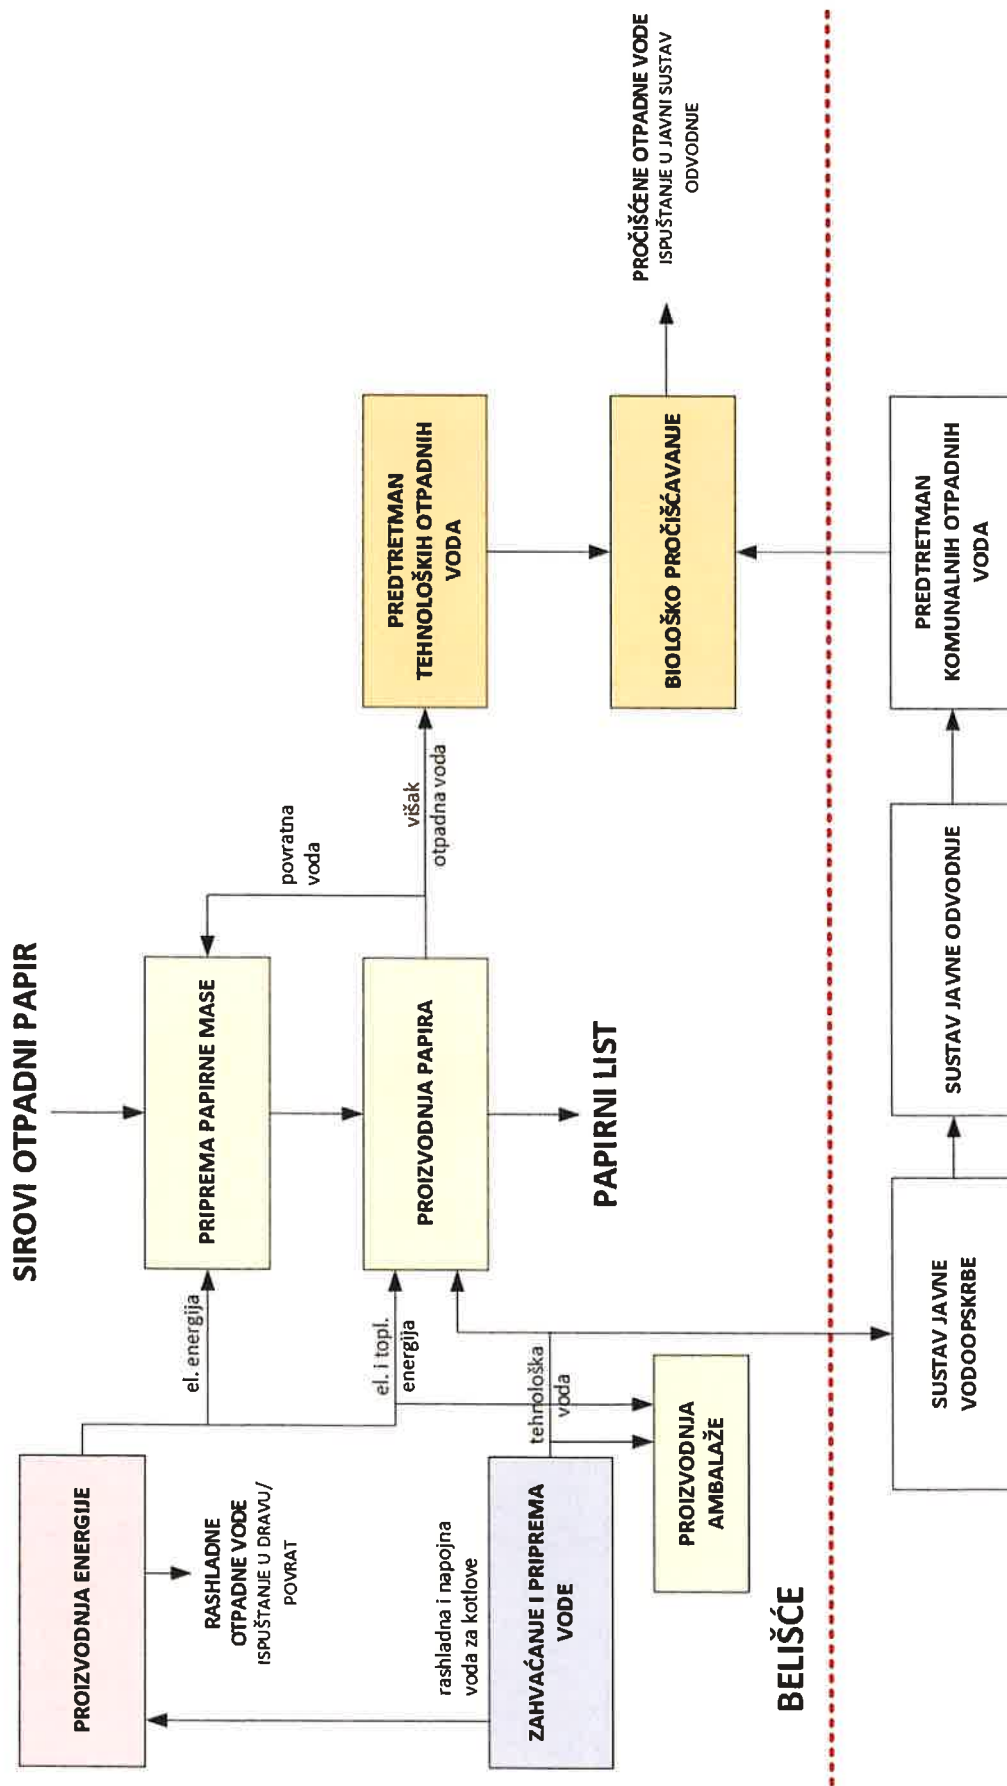 SIROVI OTPADNI PAPIR
PROIZVODNJA ENERGIJE
el. energija
PRIPREMA PAPIRNE MASE
povratna
voda
RASHLADNE
OTPADNE VODE
ISPUŠTANJE U DRAVU/
POVRAT
el. i topl.
energija
PROIZVODNJA PAPIRA
višak
otpadna voda
PREDTRETMAN
TEHNOLOŠKIH OTPADNIH
VODA
rashladna i napojna
voda za kotlove
ZAHVAĆANJE I PRIPREMA
VODE
tehnološka
voda
PAPIRNI LIST
BIOLOŠKO PROČIŠĆAVANJE
PROČIŠĆENE OTPADNE VODE
ISPUŠTANJE U JAVNI SUSTAV
ODVODNJE
PROIZVODNJA
AMBALAŽE
BELIŠĆE
SUSTAV JAVNE
VODOOPSKRBE
SUSTAV JAVNE ODVODNJE
PREDTRETMAN
KOMUNALNIH OTPADNIH
VODA